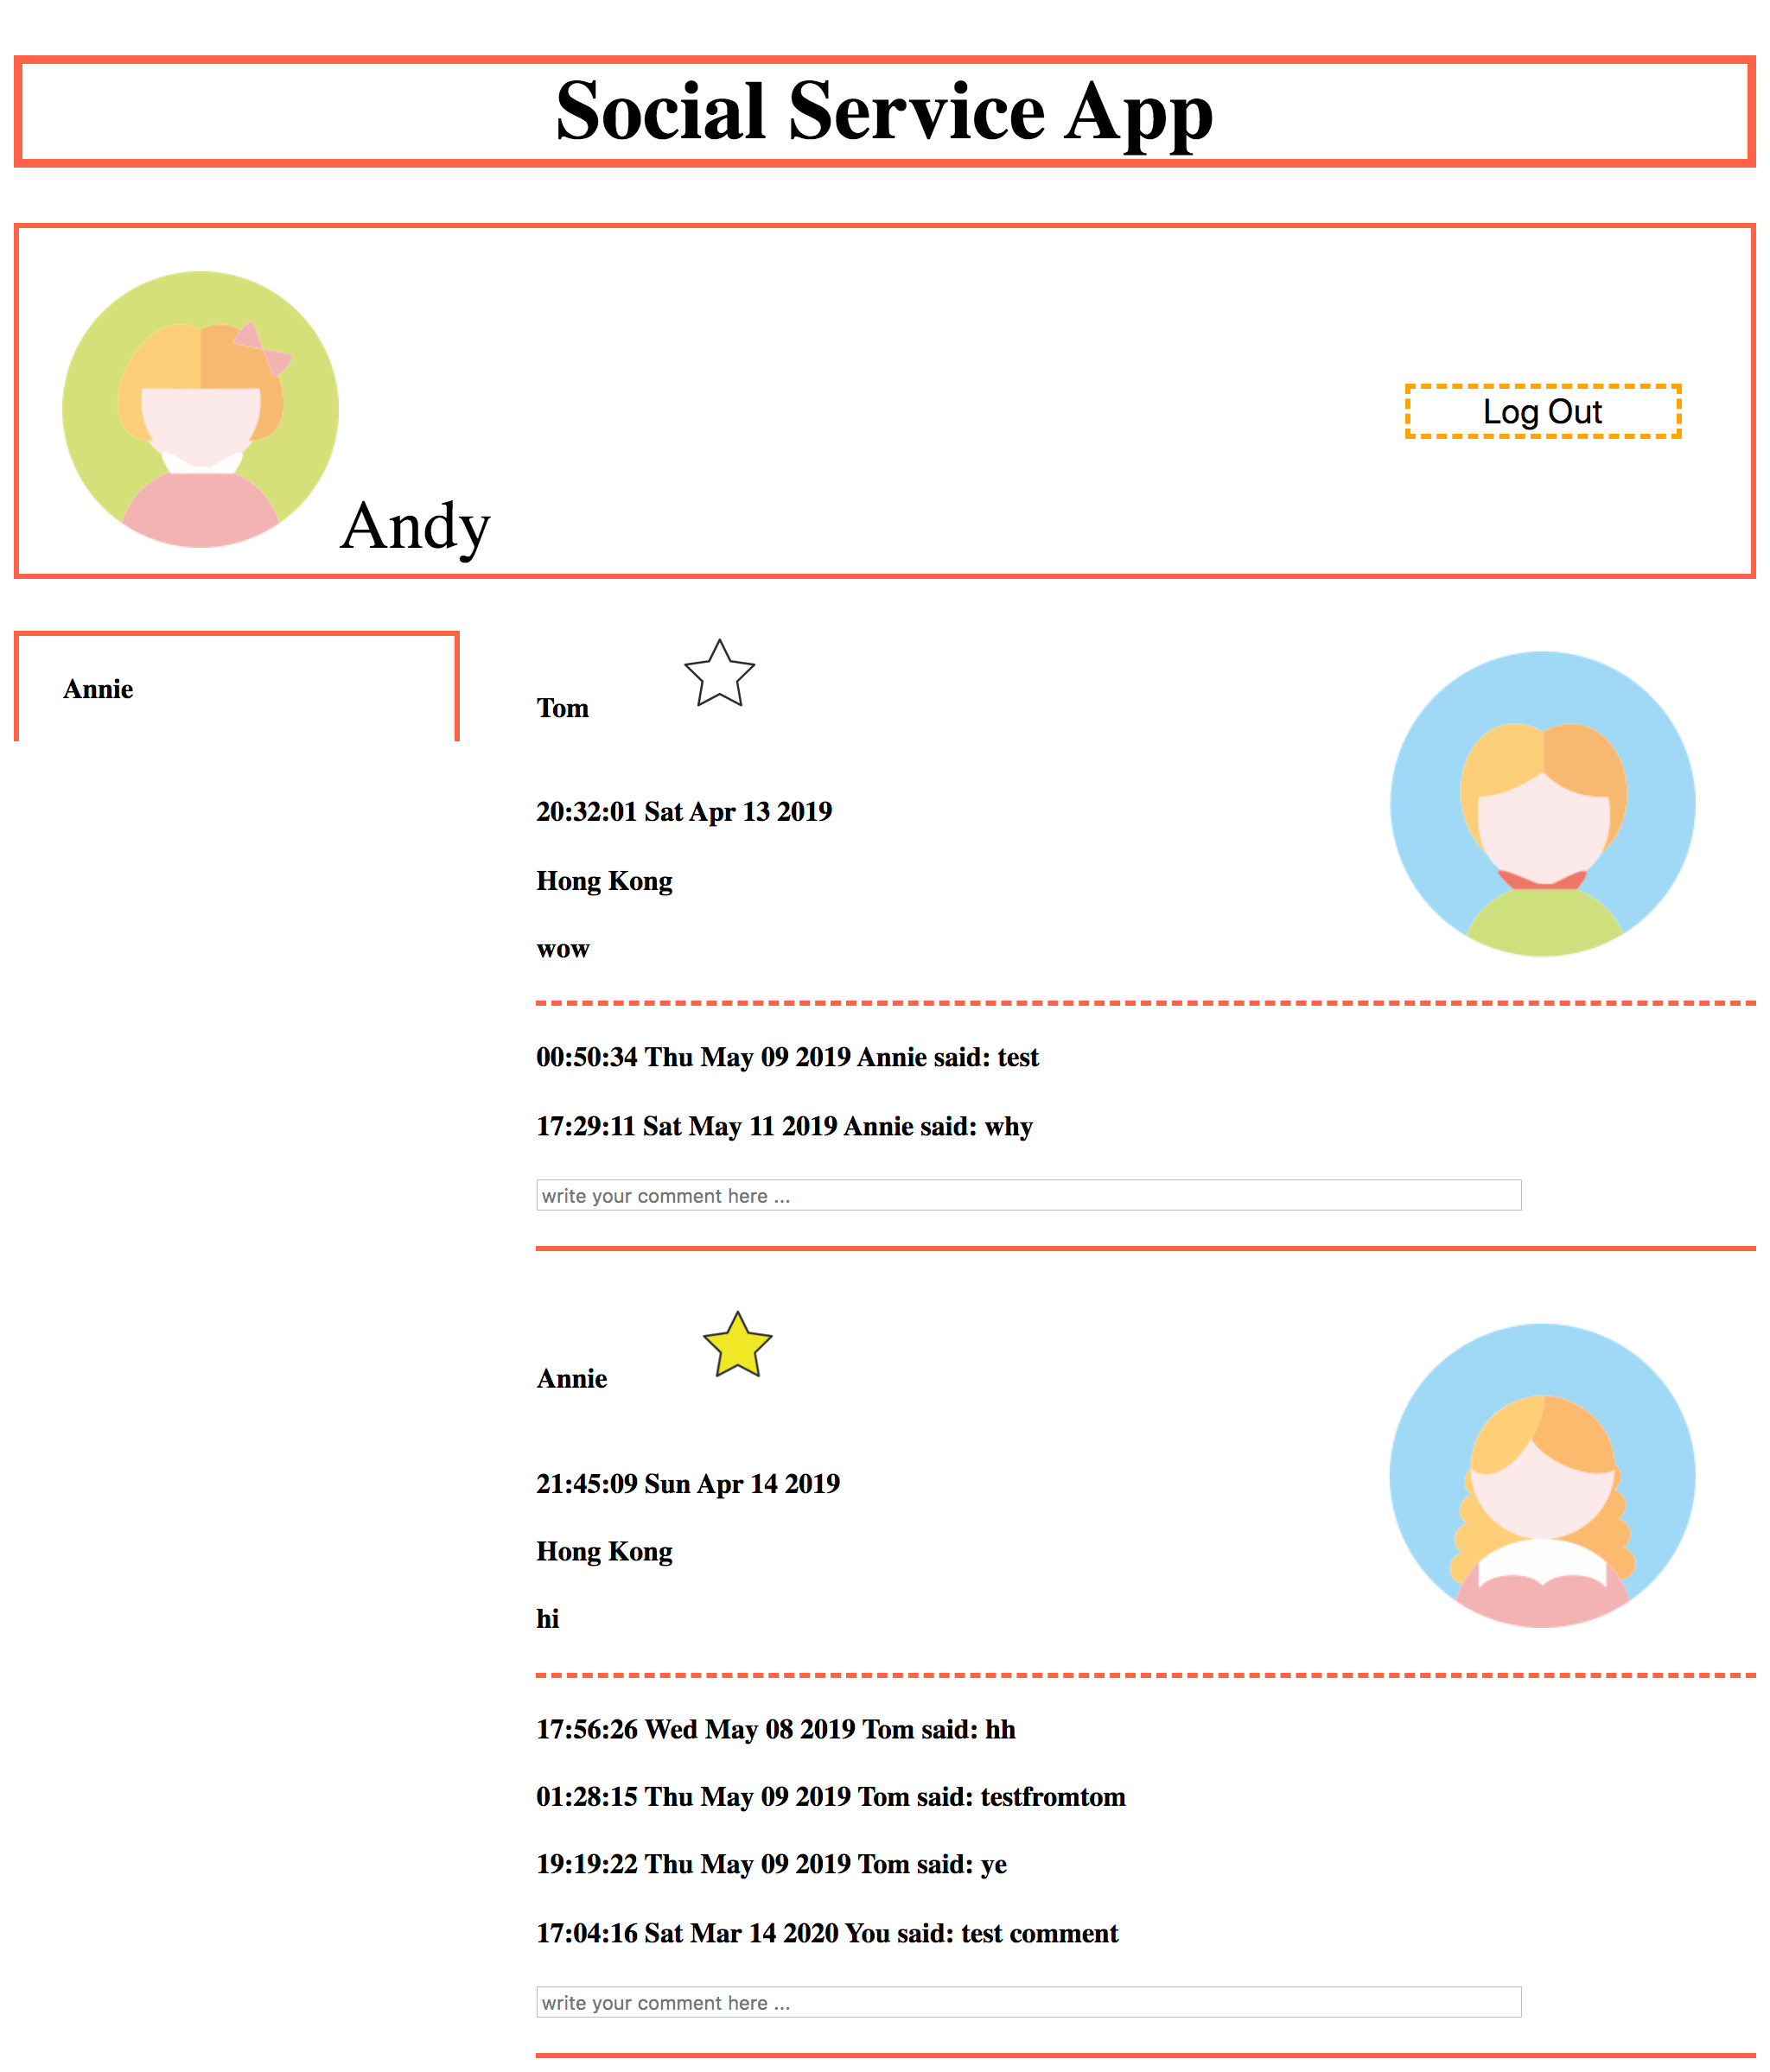 Social Service App
Andy
Log Out
Annie
Tom
20:32:01 Sat Apr 13 2019
Hong Kong
wow
00:50:34 Thu May 09 2019 Annie said: test
17:29:11 Sat May 11 2019 Annie said: why
write your comment here ...
Annie
21:45:09 Sun Apr 14 2019
Hong Kong
hi
17:56:26 Wed May 08 2019 Tom said: hh
01:28:15 Thu May 09 2019 Tom said: testfromtom
19:19:22 Thu May 09 2019 Tom said: ye
17:04:16 Sat Mar 14 2020 You said: test comment
write your comment here ...